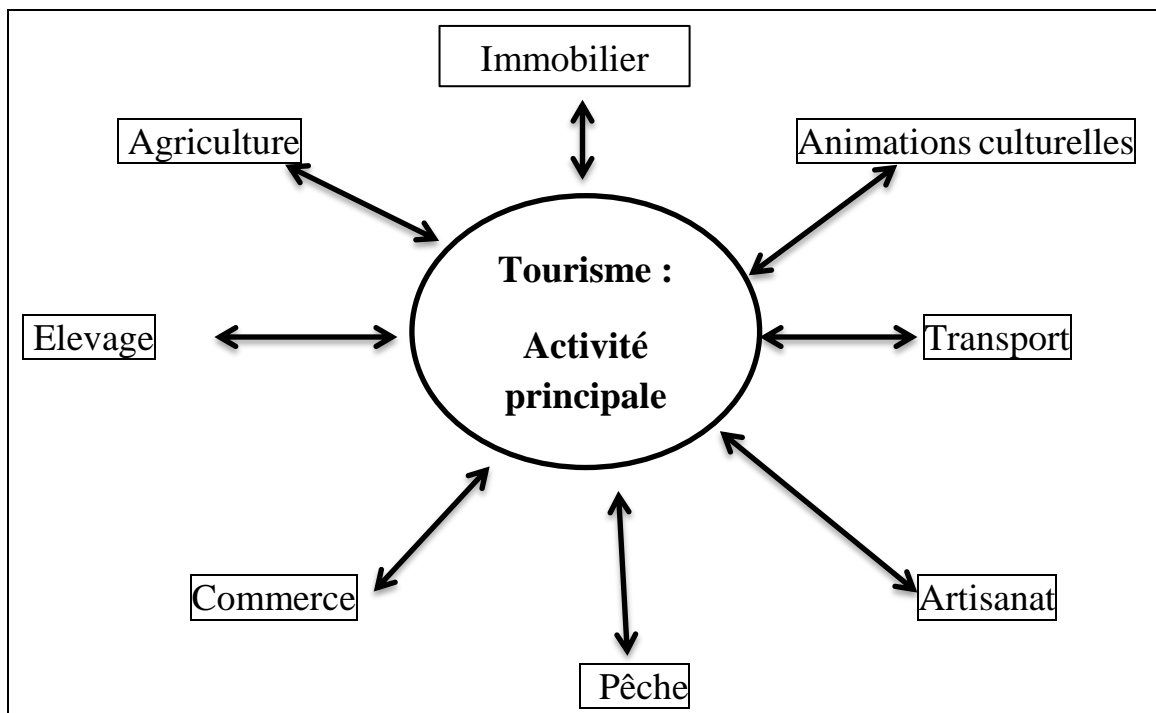 Immobilier
Agriculture
Animations culturelles
Tourisme :
Activité
principale
Elevage
Transport
Commerce
Artisanat
Pêche